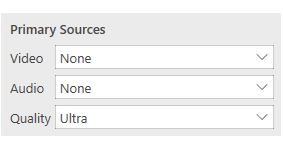 Primary Sources
Video None
Audio None
Quality Ultra